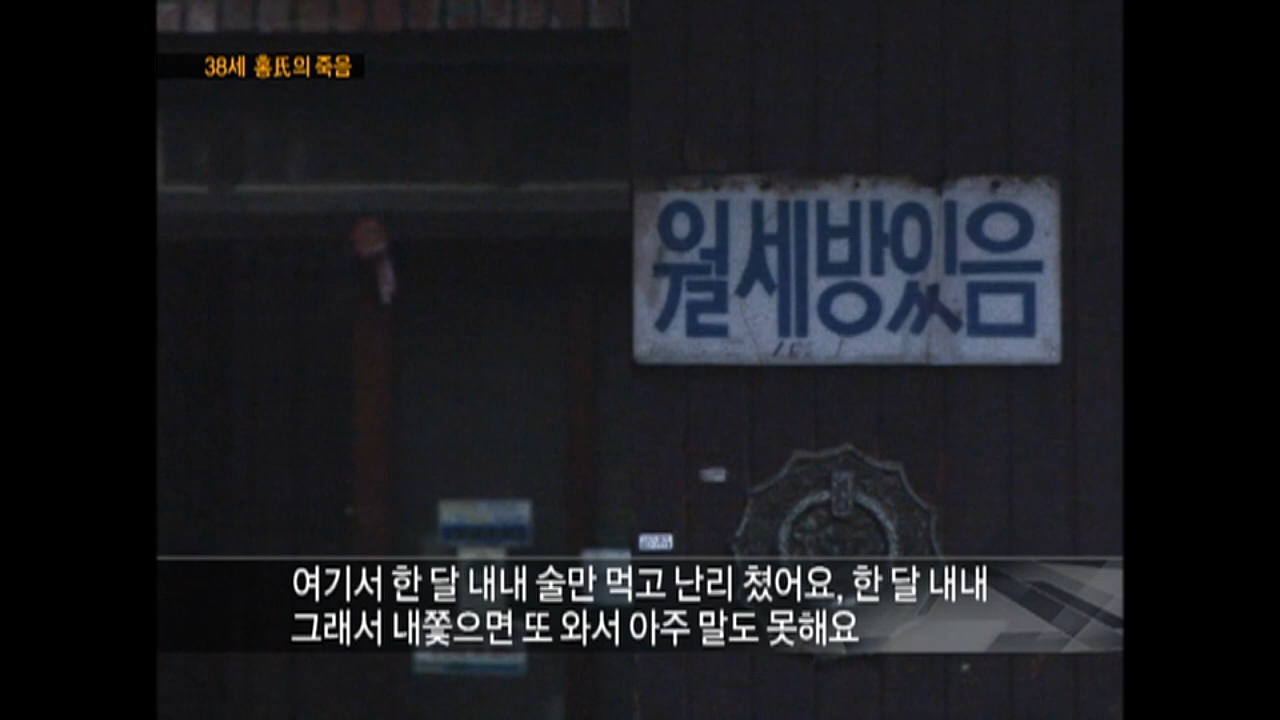 38세 홍氏의 죽음
월세방있음
여기서 한 달 내내 술만 먹고 난리 쳤어요, 한 달 내내
그래서 내쫓으면 또 와서 아주 말도 못해요